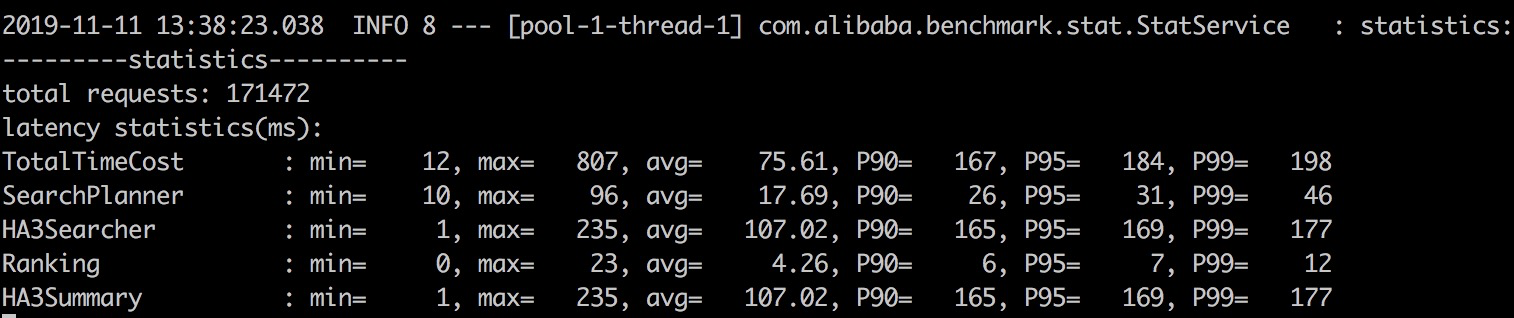 2019-11-11 13:38:23.038  INFO 8 --- [pool-1-thread-1] com.alibaba.benchmark.stat.StatService   : statistics:
---------statistics----------
total requests: 171472
latency statistics(ms):
TotalTimeCost       : min=    12, max=   807, avg=    75.61, P90=   167, P95=   184, P99=   198
SearchPlanner       : min=    10, max=    96, avg=    17.69, P90=    26, P95=    31, P99=    46
HA3Searcher         : min=     1, max=   235, avg=   107.02, P90=   165, P95=   169, P99=   177
Ranking             : min=     0, max=    23, avg=     4.26, P90=     6, P95=     7, P99=    12
HA3Summary          : min=     1, max=   235, avg=   107.02, P90=   165, P95=   169, P99=   177